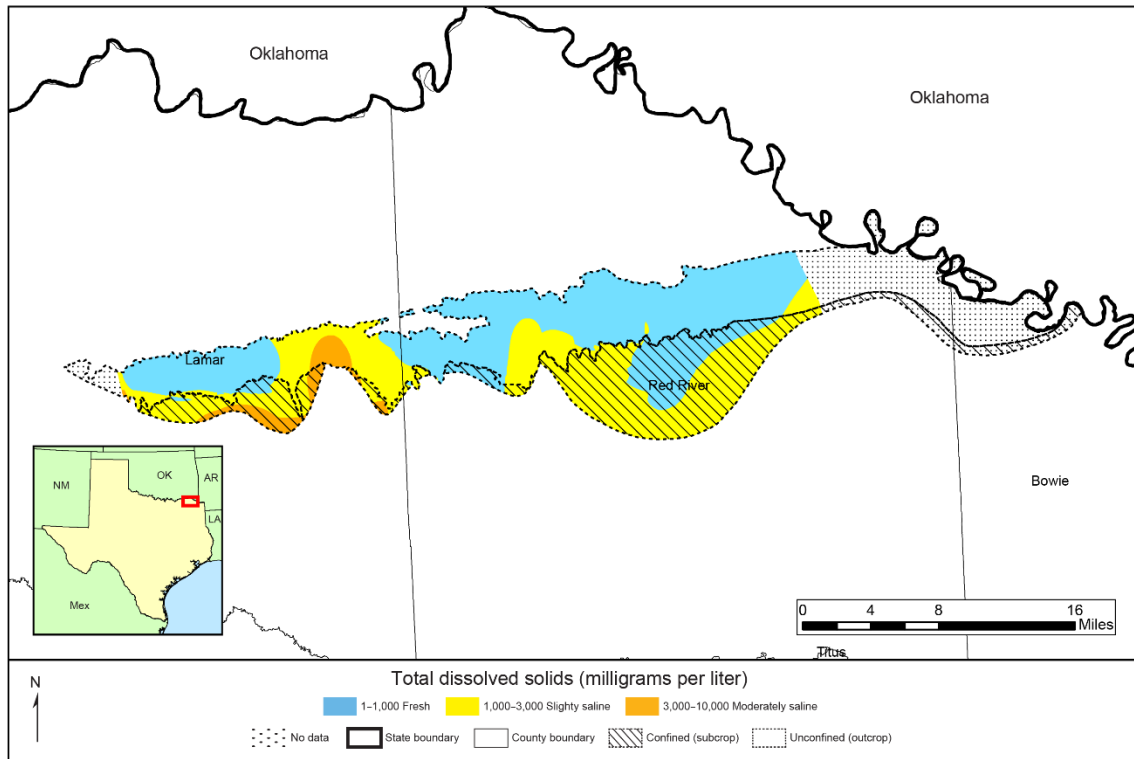 Oklahoma
Oklahoma
Lamar
Red River
Bowie
NM
OK
AR
LA
Mex
0 4 8 16
Miles
Titus
N
Total dissolved solids (milligrams per liter)
1–1,000 Fresh 1,000–3,000 Slighty saline 3,000–10,000 Moderately saline
No data State boundary County boundary Confined (subcrop) Unconfined (outcrop)